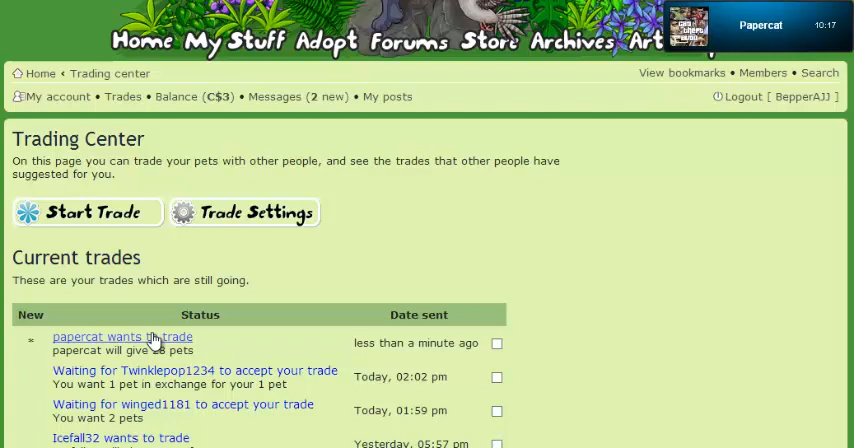 Home My Stuff Adopt Forums Store Archives Art
Papercat 10:17
Home ‹ Trading center
View bookmarks • Members • Search
My account • Trades • Balance (C$3) • Messages (2 new) • My posts
Logout [ BepperAJJ ]
Trading Center
On this page you can trade your pets with other people, and see the trades that other people have
suggested for you.
Start Trade Trade Settings
Current trades
These are your trades which are still going.
New Status Date sent
* papercat wants to trade
papercat will give 28 pets
less than a minute ago
Waiting for Twinklepop1234 to accept your trade
You want 1 pet in exchange for your 1 pet
Today, 02:02 pm
Waiting for winged1181 to accept your trade
You want 2 pets
Today, 01:59 pm
Icefall32 wants to trade
Yesterday, 05:57 pm